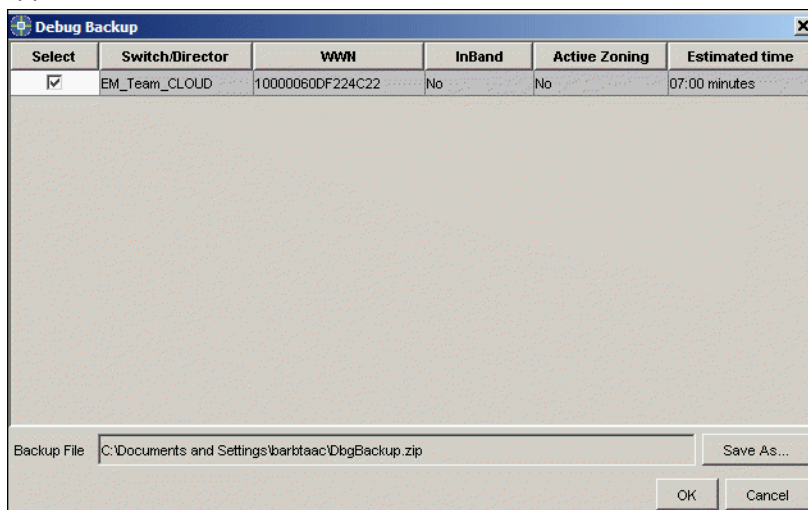 Debug Backup
Select Switch/Director WWN InBand Active Zoning Estimated time
EM_Team_CLOUD 10000060DF224C22 No No 07:00 minutes
Backup File C:\Documents and Settings\barbtaac\DbgBackup.zip Save As...
OK Cancel